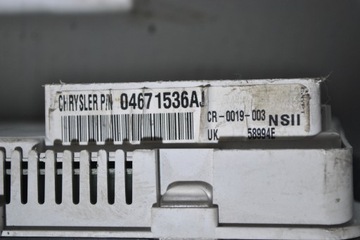 CHRYSLER P/N 04671536AJ
CR-0019-003 NSII
UK 58994E